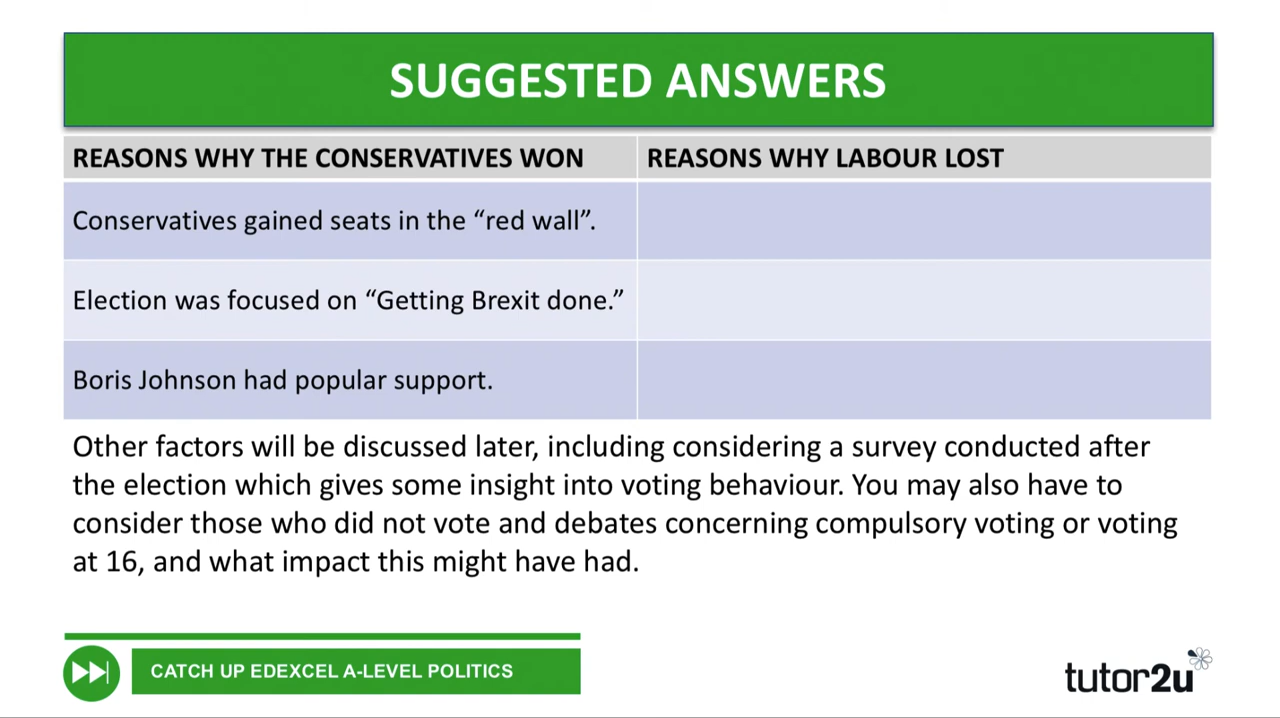 SUGGESTED ANSWERS
REASONS WHY THE CONSERVATIVES WON
REASONS WHY LABOUR LOST
Conservatives gained seats in the “red wall”.
Election was focused on “Getting Brexit done.”
Boris Johnson had popular support.
Other factors will be discussed later, including considering a survey conducted after
the election which gives some insight into voting behaviour. You may also have to
consider those who did not vote and debates concerning compulsory voting or voting
at 16, and what impact this might have had.
CATCH UP EDEXCEL A-LEVEL POLITICS
tutor2u